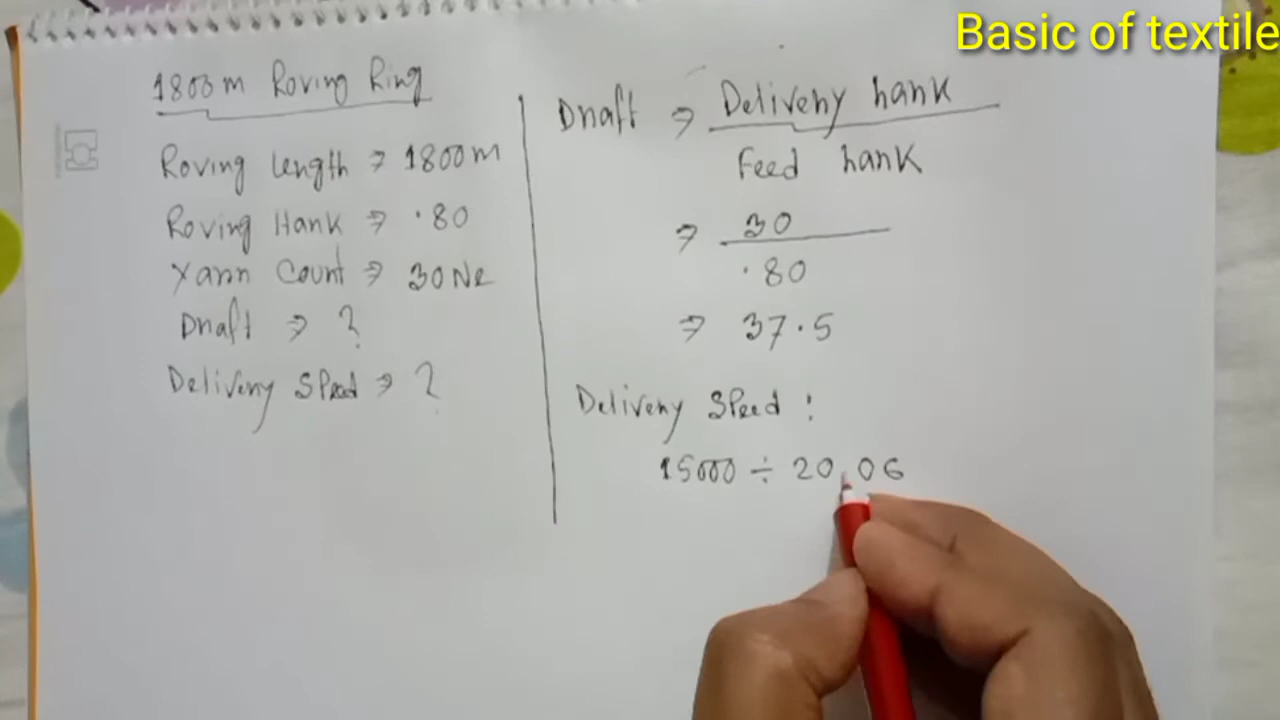 Basic of textile
1800m Roving Ring
Roving Length ⇒ 1800m
Roving Hank ⇒ .80
Yarn Count ⇒ 30Ne
Draft ⇒ ?
Delivery Speed ⇒ ?
Draft ⇒ Delivery hank
Feed hank
⇒ 30
.80
⇒ 37.5
Delivery Speed :
15000 ÷ 20.06